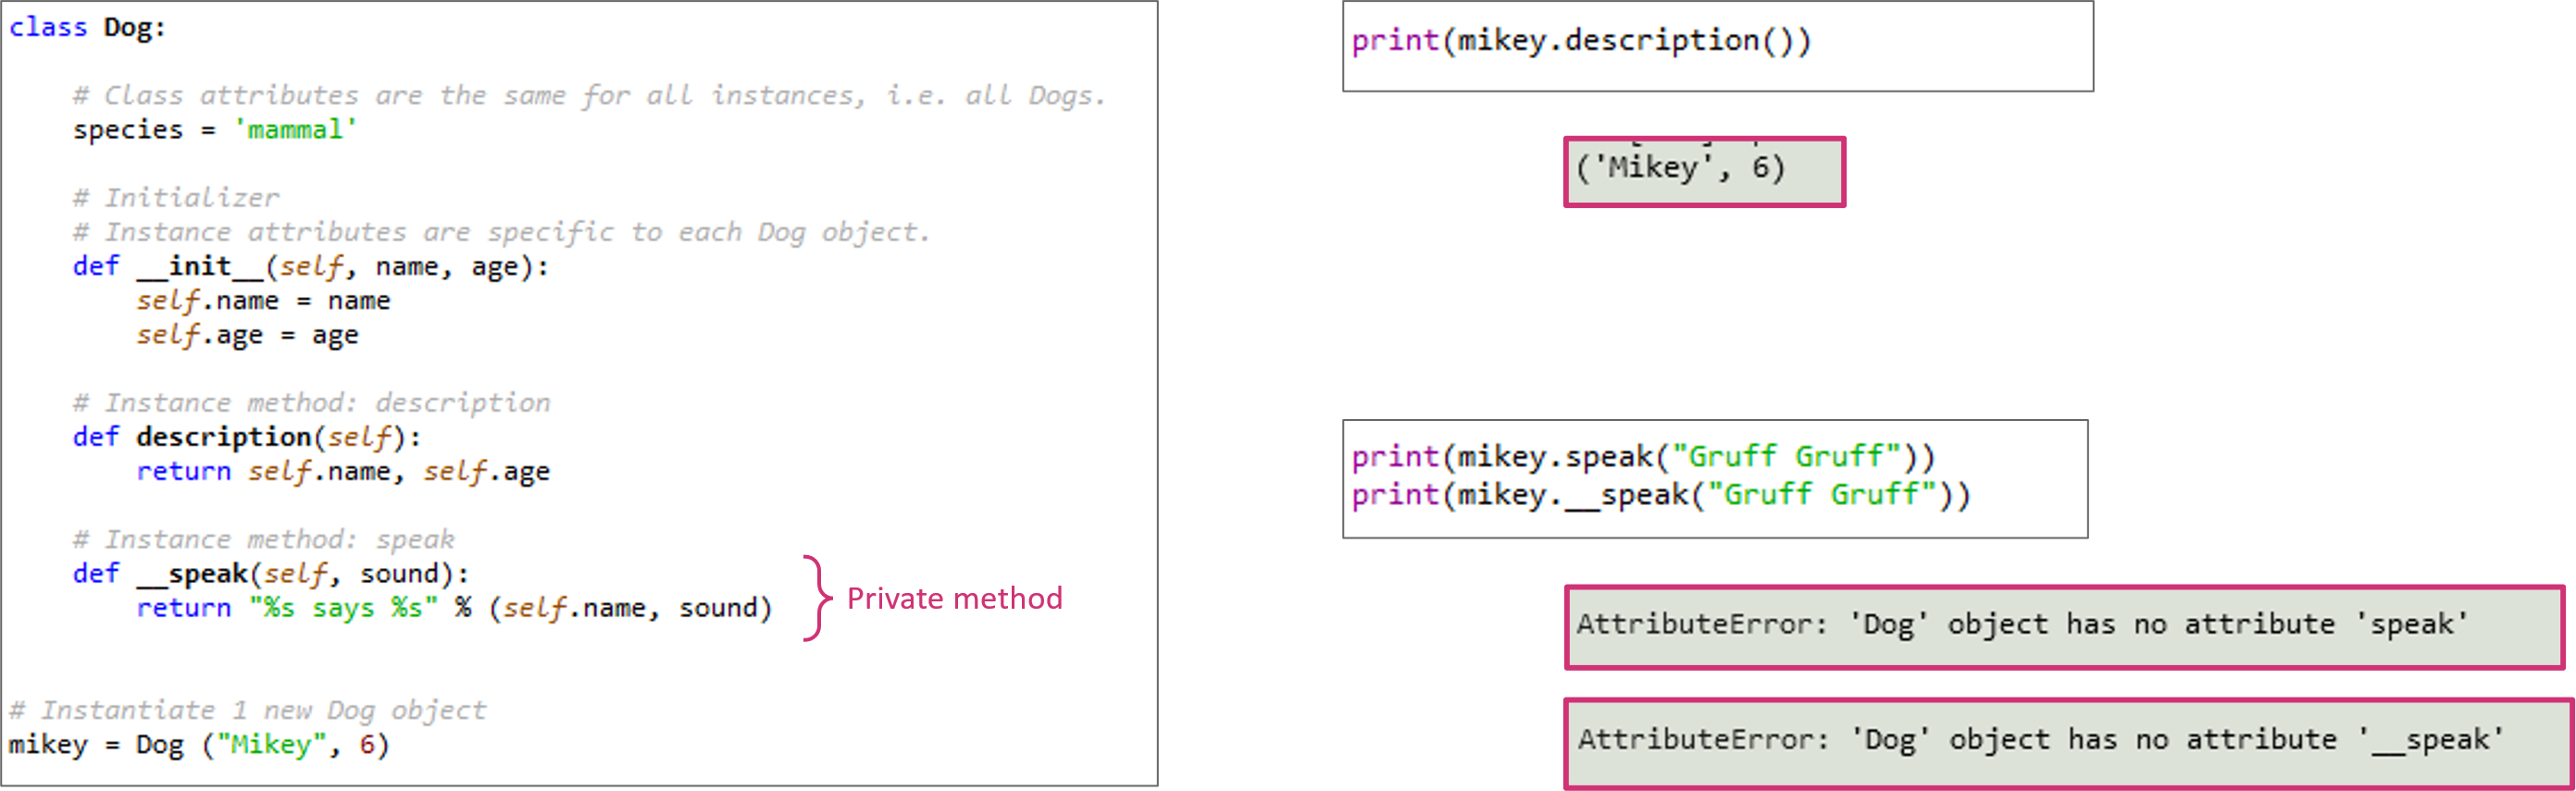 class Dog:
# Class attributes are the same for all instances, i.e. all Dogs.
species = 'mammal'
# Initializer
# Instance attributes are specific to each Dog object.
def __init__(self, name, age):
self.name = name
self.age = age
# Instance method: description
def description(self):
return self.name, self.age
# Instance method: speak
def __speak(self, sound):
return "%s says %s" % (self.name, sound)
Private method
# Instantiate 1 new Dog object
mikey = Dog ("Mikey", 6)
print(mikey.description())
('Mikey', 6)
print(mikey.speak("Gruff Gruff"))
print(mikey.__speak("Gruff Gruff"))
AttributeError: 'Dog' object has no attribute 'speak'
AttributeError: 'Dog' object has no attribute '__speak'